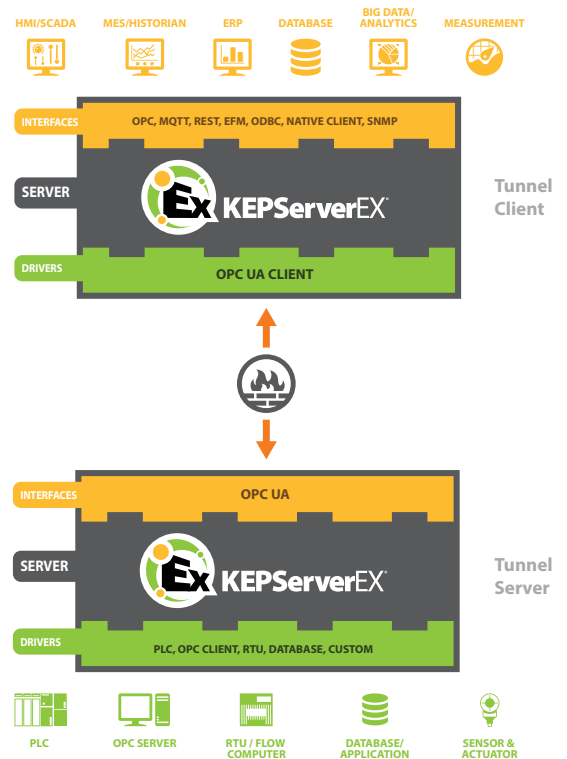 HMI/SCADA
MES/HISTORIAN
ERP
DATABASE
BIG DATA/
ANALYTICS
MEASUREMENT
INTERFACES
OPC, MQTT, REST, EFM, ODBC, NATIVE CLIENT, SNMP
SERVER
Ex KEPServerEX
Tunnel
Client
DRIVERS
OPC UA CLIENT
INTERFACES
OPC UA
SERVER
Ex KEPServerEX
Tunnel
Server
DRIVERS
PLC, OPC CLIENT, RTU, DATABASE, CUSTOM
PLC
OPC SERVER
RTU / FLOW
COMPUTER
DATABASE/
APPLICATION
SENSOR &
ACTUATOR